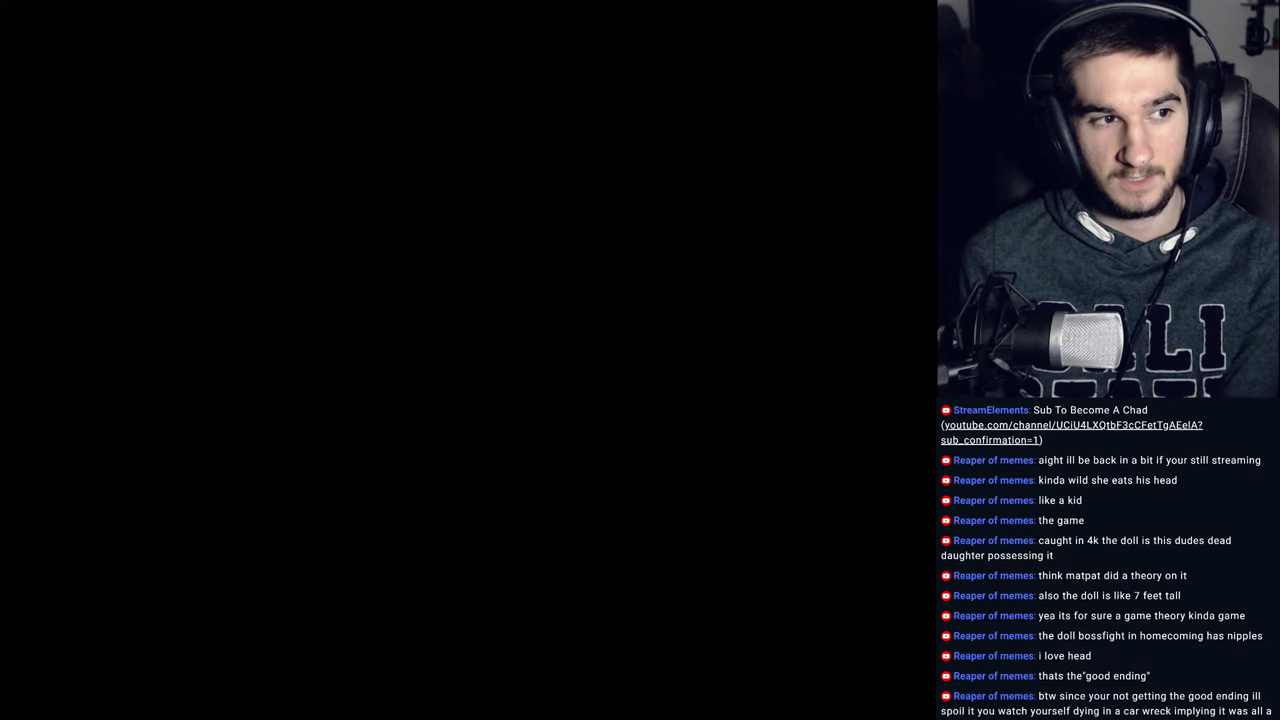 CALI
StreamElements: Sub To Become A Chad
(youtube.com/channel/UCiU4LXQtbF3cCFetTgAEeIA?
sub_confirmation=1)
Reaper of memes: aight ill be back in a bit if your still streaming
Reaper of memes: kinda wild she eats his head
Reaper of memes: like a kid
Reaper of memes: the game
Reaper of memes: caught in 4k the doll is this dudes dead
daughter possessing it
Reaper of memes: think matpat did a theory on it
Reaper of memes: also the doll is like 7 feet tall
Reaper of memes: yea its for sure a game theory kinda game
Reaper of memes: the doll bossfight in homecoming has nipples
Reaper of memes: i love head
Reaper of memes: thats the"good ending"
Reaper of memes: btw since your not getting the good ending ill
spoil it you watch yourself dying in a car wreck implying it was all a